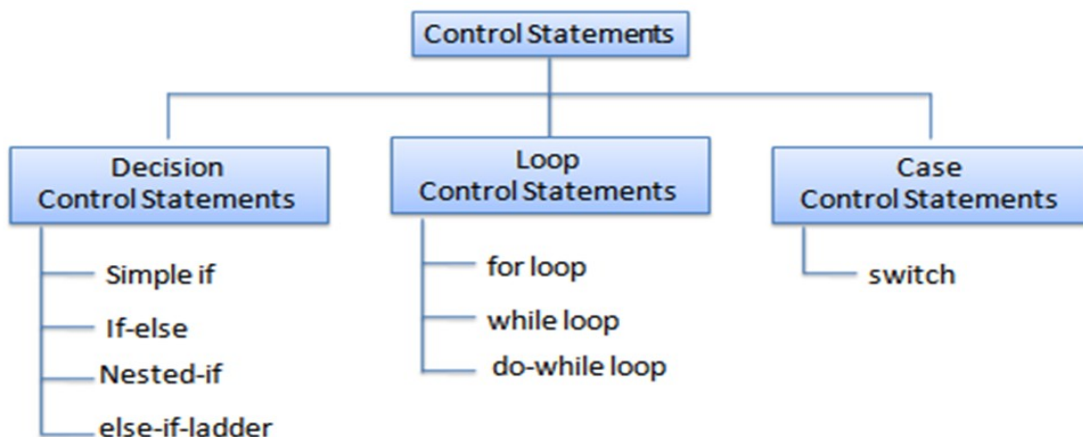 Control Statements
Decision
Control Statements
Simple if
If-else
Nested-if
else-if-ladder
Loop
Control Statements
for loop
while loop
do-while loop
Case
Control Statements
switch